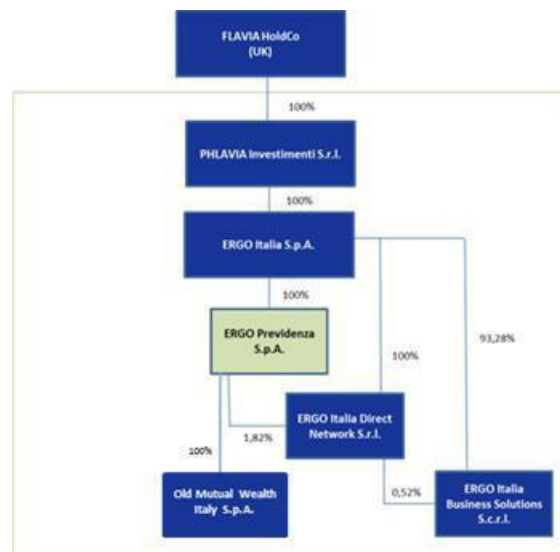 FLAVIA HoldCo
(UK)
100%
PHLAVIA Investimenti S.r.l.
100%
ERGO Italia S.p.A.
100%
ERGO Previdenza
S.p.A.
100%
93,28%
ERGO Italia Direct
Network S.r.l.
1,82%
100%
Old Mutual Wealth
Italy S.p.A.
0,52%
ERGO Italia
Business Solutions
S.c.r.l.